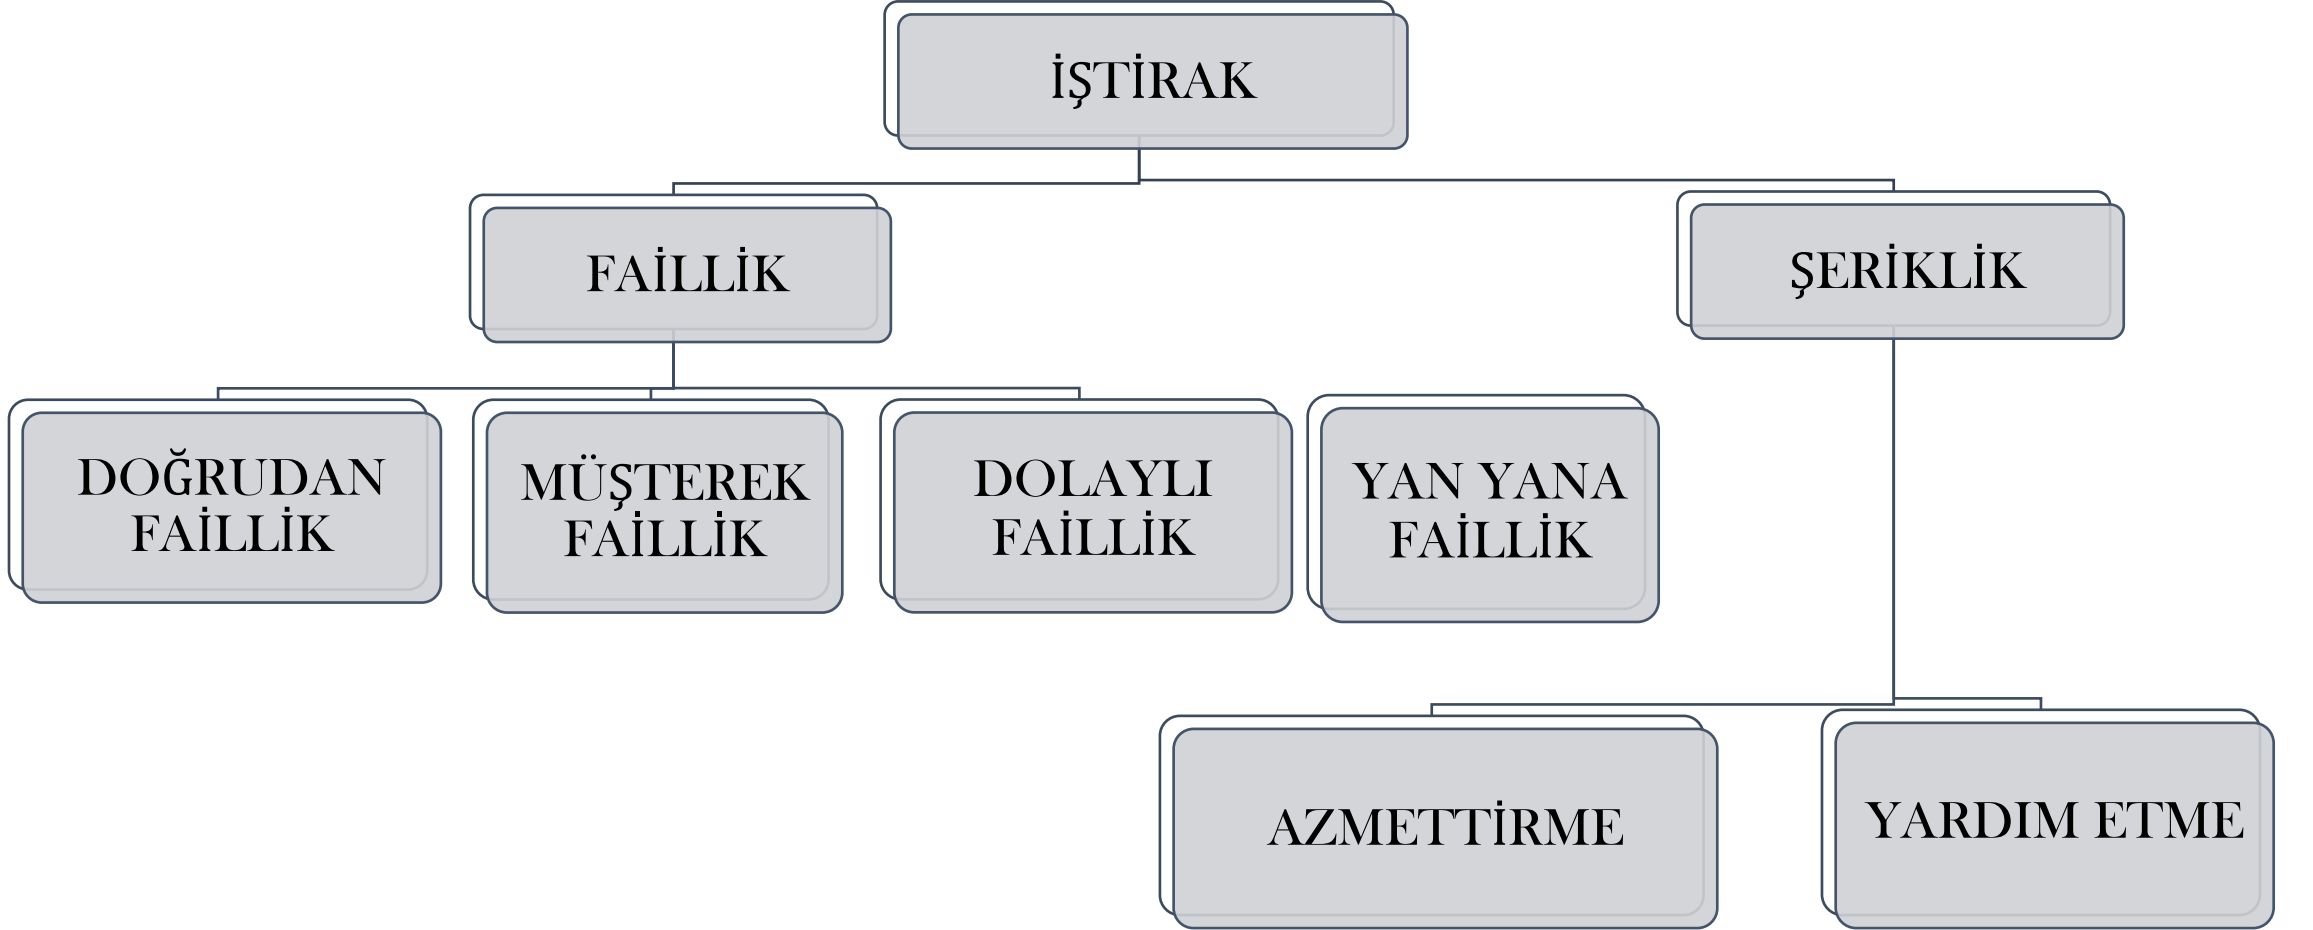 İŞTİRAK
FAİLLİK
ŞERİKLİK
DOĞRUDAN
FAİLLİK
MÜŞTEREK
FAİLLİK
DOLAYLI
FAİLLİK
YAN YANA
FAİLLİK
AZMETTİRME
YARDIM ETME